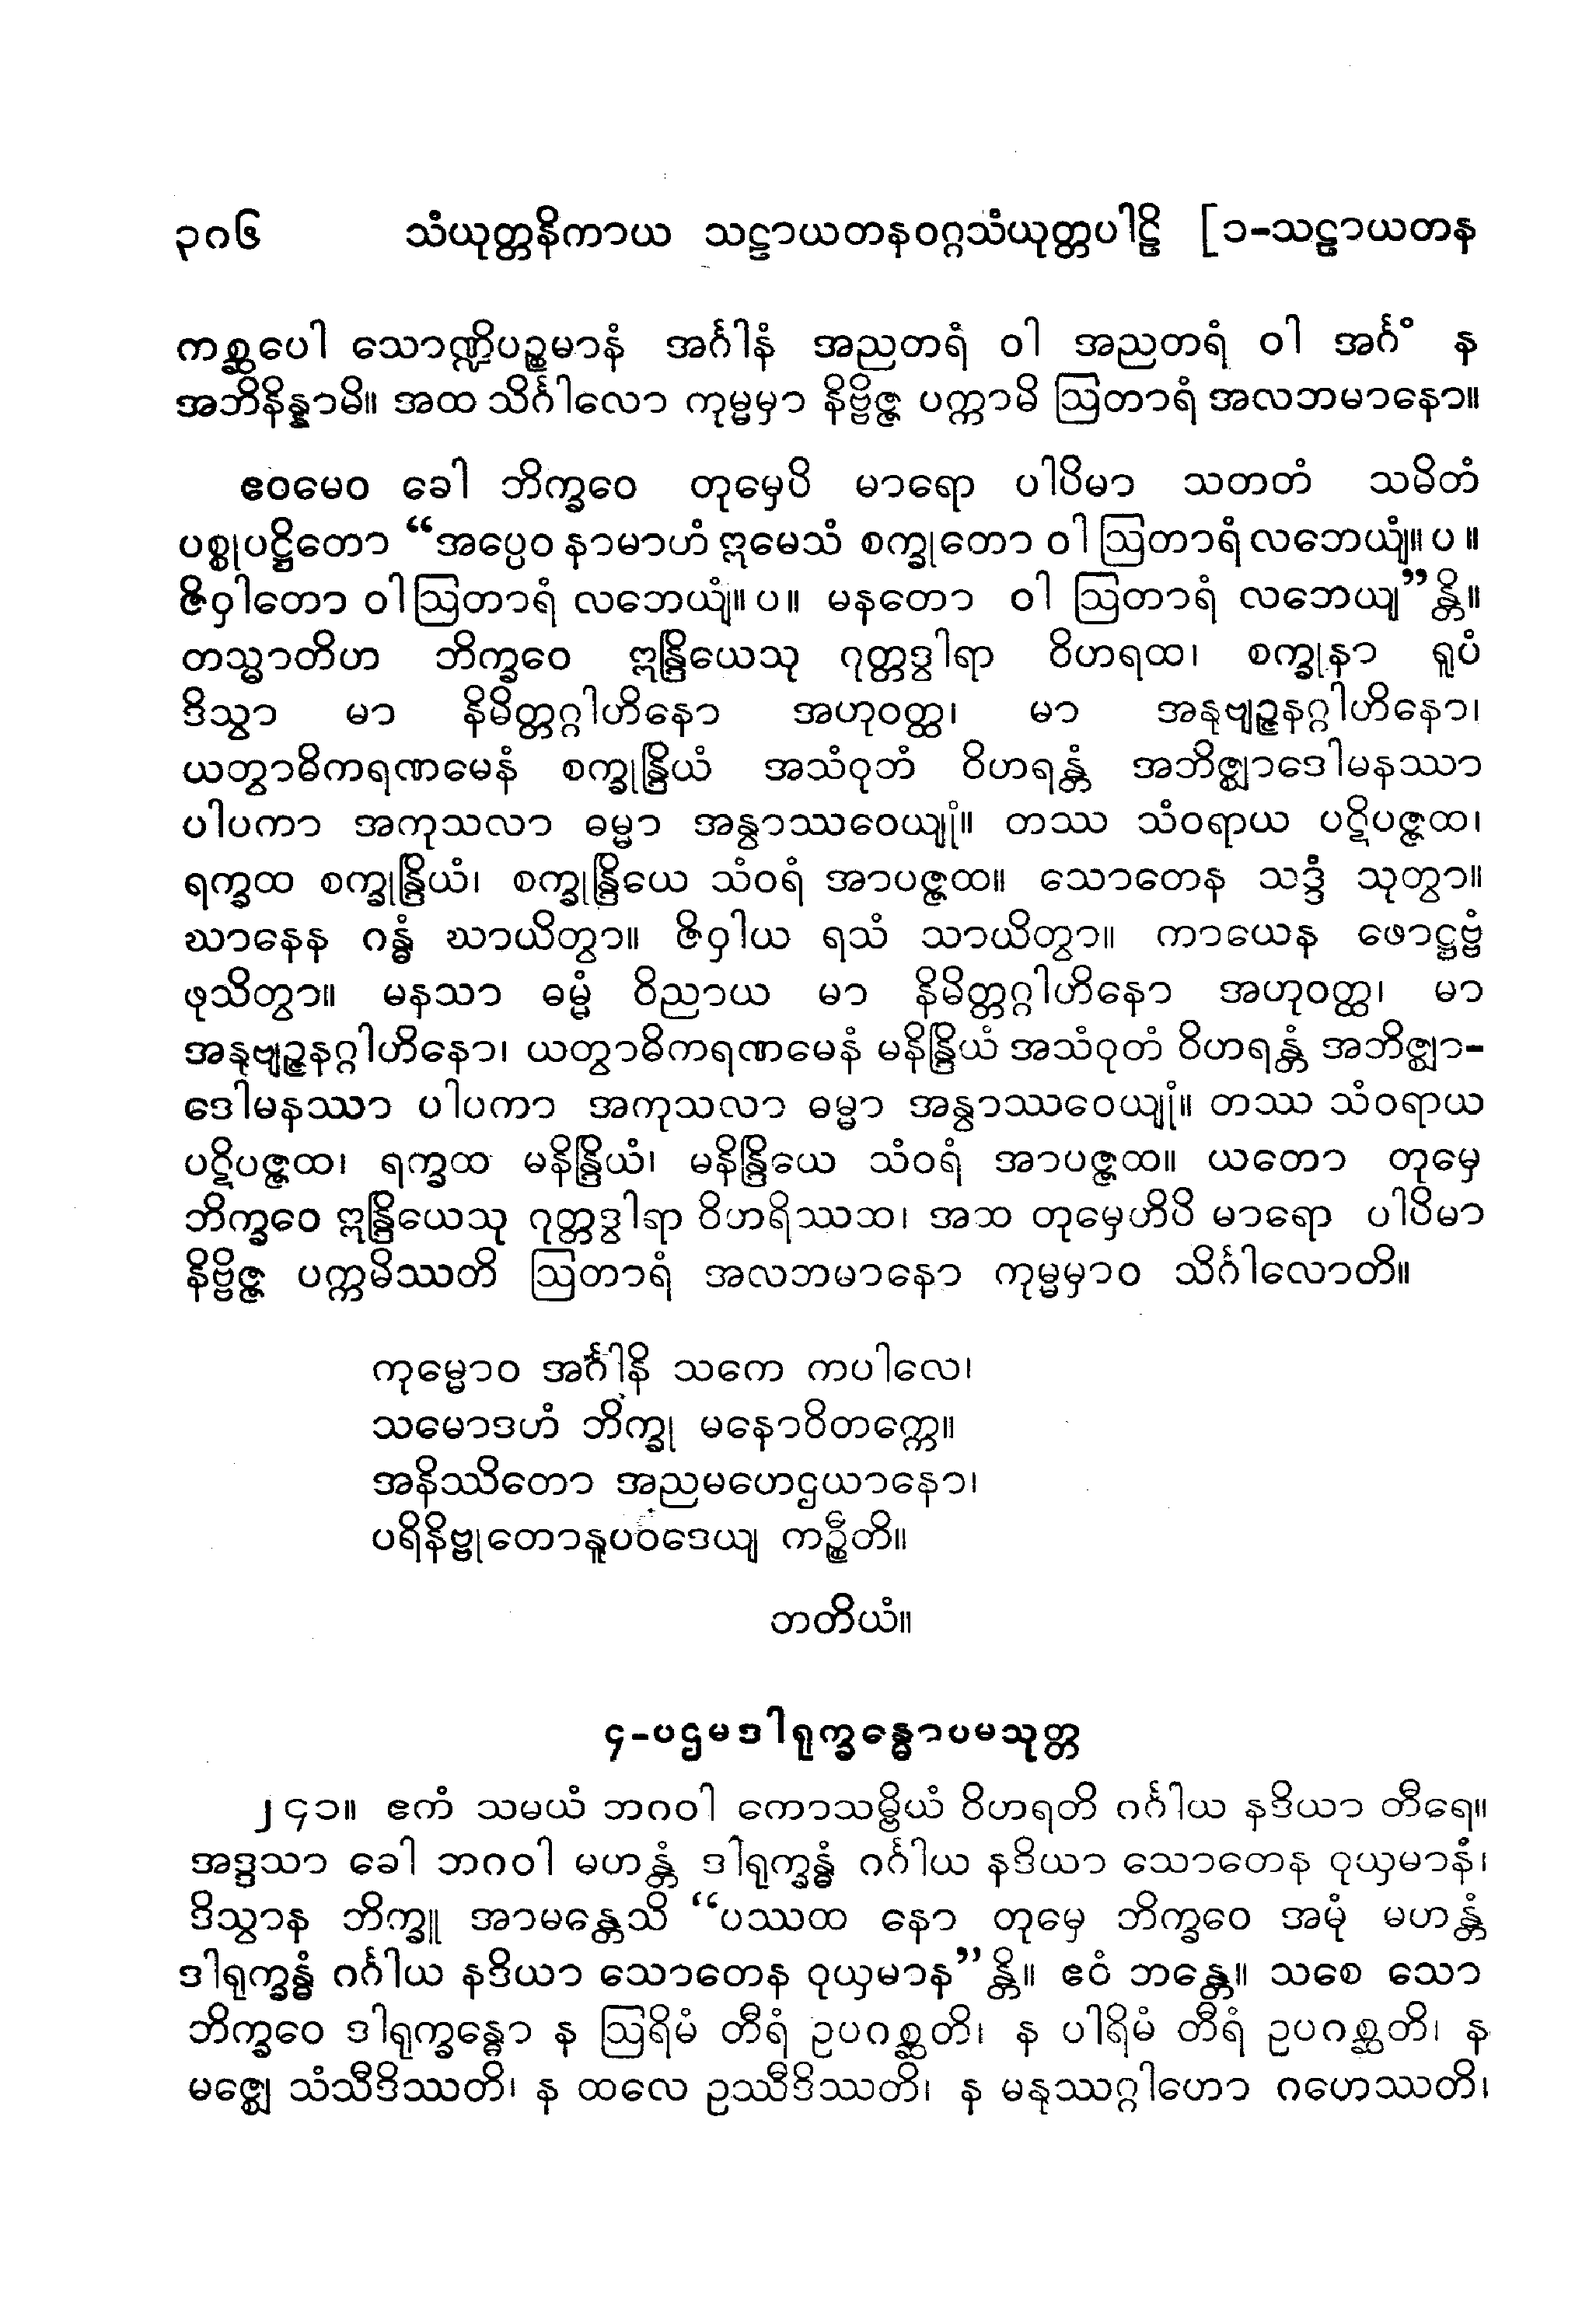 ၃၈၆ သံယုတ္တနိကာယ သဠာယတနဝဂ္ဂသံယုတ္တပါဠိ [၁-သဠာယတန
ကစ္ဆပေါ သောဏ္ဍိပဉ္စမာနံ အင်္ဂါနံ အညတရံ ဝါ အညတရံ ဝါ အင်္ဂံ န
အဘိနိန္နာမိ။ အထ သိင်္ဂါလော ကုမ္မမှာ နိဗ္ဗိဇ္ဇ ပက္ကာမိ ဩတာရံ အလဘမာနော။
ဧဝမေဝ ခေါ ဘိက္ခဝေ တုမှေပိ မာရော ပါပိမာ သတတံ သမိတံ
ပစ္စုပဋ္ဌိတော “အပ္ပေဝ နာမာဟံ ဣမေသံ စက္ခုတော ဝါ ဩတာရံ လဘေယျံ။ ပ ။
ဇိဝှါတော ဝါ ဩတာရံ လဘေယျံ။ ပ။ မနတော ဝါ ဩတာရံ လဘေယျ”န္တိ။
တသ္မာတိဟ ဘိက္ခဝေ ဣန္ဒြိယေသု ဂုတ္တဒွါရာ ဝိဟရထ၊ စက္ခုနာ ရူပံ
ဒိသွာ မာ နိမိတ္တဂ္ဂါဟိနော အဟုဝတ္ထ၊ မာ အနုဗျဉ္ဇနဂ္ဂါဟိနော၊
ယတွာဓိကရဏမေနံ စက္ခုန္ဒြိယံ အသံဝုတံ ဝိဟရန္တံ အဘိဇ္ဈာဒေါမနဿာ
ပါပကာ အကုသလာ ဓမ္မာ အနွာဿဝေယျုံ။ တဿ သံဝရာယ ပဋိပဇ္ဇထ၊
ရက္ခထ စက္ခုန္ဒြိယံ၊ စက္ခုန္ဒြိယေ သံဝရံ အာပဇ္ဇထ။ သောတေန သဒ္ဒံ သုတွာ။
ဃာနေန ဂန္ဓံ ဃာယိတွာ။ ဇိဝှါယ ရသံ သာယိတွာ။ ကာယေန ဖောဋ္ဌဗ္ဗံ
ဖုသိတွာ။ မနသာ ဓမ္မံ ဝိညာယ မာ နိမိတ္တဂ္ဂါဟိနော အဟုဝတ္ထ၊ မာ
အနုဗျဉ္ဇနဂ္ဂါဟိနော၊ ယတွာဓိကရဏမေနံ မနိန္ဒြိယံ အသံဝုတံ ဝိဟရန္တံ အဘိဇ္ဈာ-
ဒေါမနဿာ ပါပကာ အကုသလာ ဓမ္မာ အနွာဿဝေယျုံ။ တဿ သံဝရာယ
ပဋိပဇ္ဇထ၊ ရက္ခထ မနိန္ဒြိယံ၊ မနိန္ဒြိယေ သံဝရံ အာပဇ္ဇထ။ ယတော တုမှေ
ဘိက္ခဝေ ဣန္ဒြိယေသု ဂုတ္တဒွါရာ ဝိဟရိဿထ၊ အထ တုမှေဟိပိ မာရော ပါပိမာ
နိဗ္ဗိဇ္ဇ ပက္ကမိဿတိ ဩတာရံ အလဘမာနော ကုမ္မမှာဝ သိင်္ဂါလောတိ။
ကုမ္မောဝ အင်္ဂါနိ သကေ ကပါလေ၊
သမောဒဟံ ဘိက္ခု မနောဝိတက္ကေ။
အနိဿိတော အညမဟေဌယာနော၊
ပရိနိဗ္ဗုတောနူပဝဒေယျ ကဉ္စီတိ။
တတိယံ။
၄-ပဌမဒါရုက္ခန္ဓောပမသုတ္တ
၂၄၁။ ဧကံ သမယံ ဘဂဝါ ကောသမ္ဗိယံ ဝိဟရတိ ဂင်္ဂါယ နဒိယာ တီရေ။
အဒ္ဒသာ ခေါ ဘဂဝါ မဟန္တံ ဒါရုက္ခန္ဓံ ဂင်္ဂါယ နဒိယာ သောတေန ဝုယှမာနံ၊
ဒိသွာန ဘိက္ခူ အာမန္တေသိ “ပဿထ နော တုမှေ ဘိက္ခဝေ အမုံ မဟန္တံ
ဒါရုက္ခန္ဓံ ဂင်္ဂါယ နဒိယာ သောတေန ဝုယှမာန”န္တိ။ ဧဝံ ဘန္တေ။ သစေ သော
ဘိက္ခဝေ ဒါရုက္ခန္ဓော န ဩရိမံ တီရံ ဥပဂစ္ဆတိ၊ န ပါရိမံ တီရံ ဥပဂစ္ဆတိ၊ န
မဇ္ဈေ သံသီဒိဿတိ၊ န ထလေ ဥဿီဒိဿတိ၊ န မနုဿဂ္ဂါဟော ဂဟေဿတိ၊